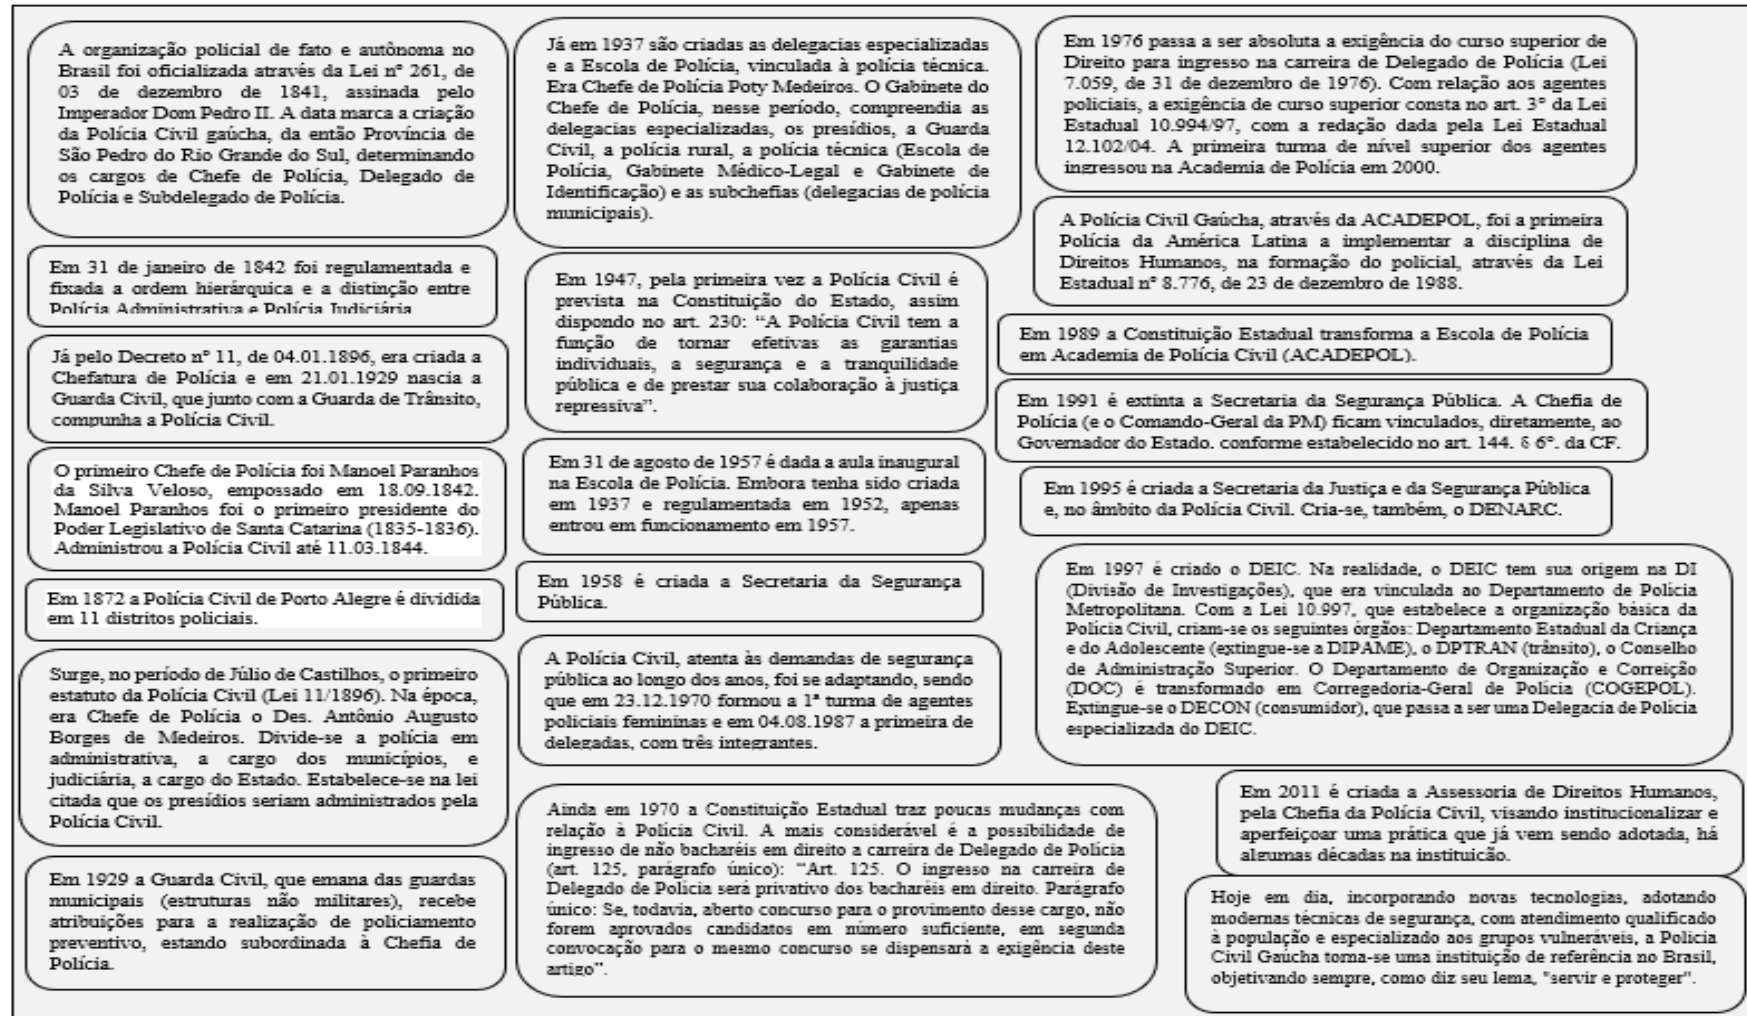 A organização policial de fato e autônoma no
Brasil foi oficializada através da Lei nº 261, de
03 de dezembro de 1841, assinada pelo
Imperador Dom Pedro II. A data marca a criação
da Polícia Civil gaúcha, da então Província de
São Pedro do Rio Grande do Sul, determinando
os cargos de Chefe de Polícia, Delegado de
Polícia e Subdelegado de Polícia.
Em 31 de janeiro de 1842 foi regulamentada e
fixada a ordem hierárquica e a distinção entre
Polícia Administrativa e Polícia Judiciária
Já pelo Decreto nº 11, de 04.01.1896, era criada a
Chefatura de Polícia e em 21.01.1929 nascia a
Guarda Civil, que junto com a Guarda de Trânsito,
compunha a Polícia Civil.
O primeiro Chefe de Polícia foi Manoel Paranhos
da Silva Veloso, empossado em 18.09.1842.
Manoel Paranhos foi o primeiro presidente do
Poder Legislativo de Santa Catarina (1835-1836).
Administrou a Polícia Civil até 11.03.1844.
Em 1872 a Polícia Civil de Porto Alegre é dividida
em 11 distritos policiais.
Surge, no período de Júlio de Castilhos, o primeiro
estatuto da Polícia Civil (Lei 11/1896). Na época,
era Chefe de Polícia o Des. Antônio Augusto
Borges de Medeiros. Divide-se a polícia em
administrativa, a cargo dos municípios, e
judiciária, a cargo do Estado. Estabelece-se na lei
citada que os presídios seriam administrados pela
Polícia Civil.
Em 1929 a Guarda Civil, que emana das guardas
municipais (estruturas não militares), recebe
atribuições para a realização de policiamento
preventivo, estando subordinada à Chefia de
Polícia.
Já em 1937 são criadas as delegacias especializadas
e a Escola de Polícia, vinculada à polícia técnica.
Era Chefe de Polícia Poty Medeiros. O Gabinete do
Chefe de Polícia, nesse período, compreendia as
delegacias especializadas, os presídios, a Guarda
Civil, a polícia rural, a polícia técnica (Escola de
Polícia, Gabinete Médico-Legal e Gabinete de
Identificação) e as subchefias (delegacias de polícia
municipais).
Em 1947, pela primeira vez a Polícia Civil é
prevista na Constituição do Estado, assim
dispondo no art. 230: “A Polícia Civil tem a
função de tornar efetivas as garantias
individuais, a segurança e a tranquilidade
pública e de prestar sua colaboração à justiça
repressiva”.
Em 31 de agosto de 1957 é dada a aula inaugural
na Escola de Polícia. Embora tenha sido criada
em 1937 e regulamentada em 1952, apenas
entrou em funcionamento em 1957.
Em 1958 é criada a Secretaria da Segurança
Pública.
A Polícia Civil, atenta às demandas de segurança
pública ao longo dos anos, foi se adaptando, sendo
que em 23.12.1970 formou a 1ª turma de agentes
policiais femininas e em 04.08.1987 a primeira de
delegadas, com três integrantes.
Ainda em 1970 a Constituição Estadual traz poucas mudanças com
relação à Polícia Civil. A mais considerável é a possibilidade de
ingresso de não bacharéis em direito a carreira de Delegado de Polícia
(art. 125, parágrafo único): “Art. 125. O ingresso na carreira de
Delegado de Polícia será privativo dos bacharéis em direito. Parágrafo
único: Se, todavia, aberto concurso para o provimento desse cargo, não
forem aprovados candidatos em número suficiente, em segunda
convocação para o mesmo concurso se dispensará a exigência deste
artigo”.
Em 1976 passa a ser absoluta a exigência do curso superior de
Direito para ingresso na carreira de Delegado de Polícia (Lei
7.059, de 31 de dezembro de 1976). Com relação aos agentes
policiais, a exigência de curso superior consta no art. 3º da Lei
Estadual 10.994/97, com a redação dada pela Lei Estadual
12.102/04. A primeira turma de nível superior dos agentes
ingressou na Academia de Polícia em 2000.
A Polícia Civil Gaúcha, através da ACADEPOL, foi a primeira
Polícia da América Latina a implementar a disciplina de
Direitos Humanos, na formação do policial, através da Lei
Estadual nº 8.776, de 23 de dezembro de 1988.
Em 1989 a Constituição Estadual transforma a Escola de Polícia
em Academia de Polícia Civil (ACADEPOL).
Em 1991 é extinta a Secretaria da Segurança Pública. A Chefia de
Polícia (e o Comando-Geral da PM) ficam vinculados, diretamente, ao
Governador do Estado. conforme estabelecido no art. 144. § 6º. da CF.
Em 1995 é criada a Secretaria da Justiça e da Segurança Pública
e, no âmbito da Polícia Civil. Cria-se, também, o DENARC.
Em 1997 é criado o DEIC. Na realidade, o DEIC tem sua origem na DI
(Divisão de Investigações), que era vinculada ao Departamento de Polícia
Metropolitana. Com a Lei 10.997, que estabelece a organização básica da
Polícia Civil, criam-se os seguintes órgãos: Departamento Estadual da Criança
e do Adolescente (extingue-se a DIPAME), o DPTRAN (trânsito), o Conselho
de Administração Superior. O Departamento de Organização e Correição
(DOC) é transformado em Corregedoria-Geral de Polícia (COGEPOL).
Extingue-se o DECON (consumidor), que passa a ser uma Delegacia de Polícia
especializada do DEIC.
Em 2011 é criada a Assessoria de Direitos Humanos,
pela Chefia da Polícia Civil, visando institucionalizar e
aperfeiçoar uma prática que já vem sendo adotada, há
algumas décadas na instituição.
Hoje em dia, incorporando novas tecnologias, adotando
modernas técnicas de segurança, com atendimento qualificado
à população e especializado aos grupos vulneráveis, a Polícia
Civil Gaúcha torna-se uma instituição de referência no Brasil,
objetivando sempre, como diz seu lema, "servir e proteger".